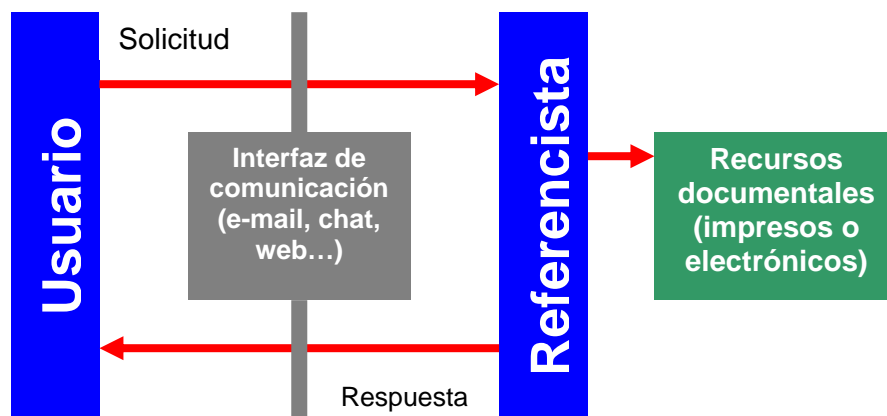 Solicitud
Usuario
Interfaz de
comunicación
(e-mail, chat,
web…)
Referencista
Recursos
documentales
(impresos o
electrónicos)
Respuesta